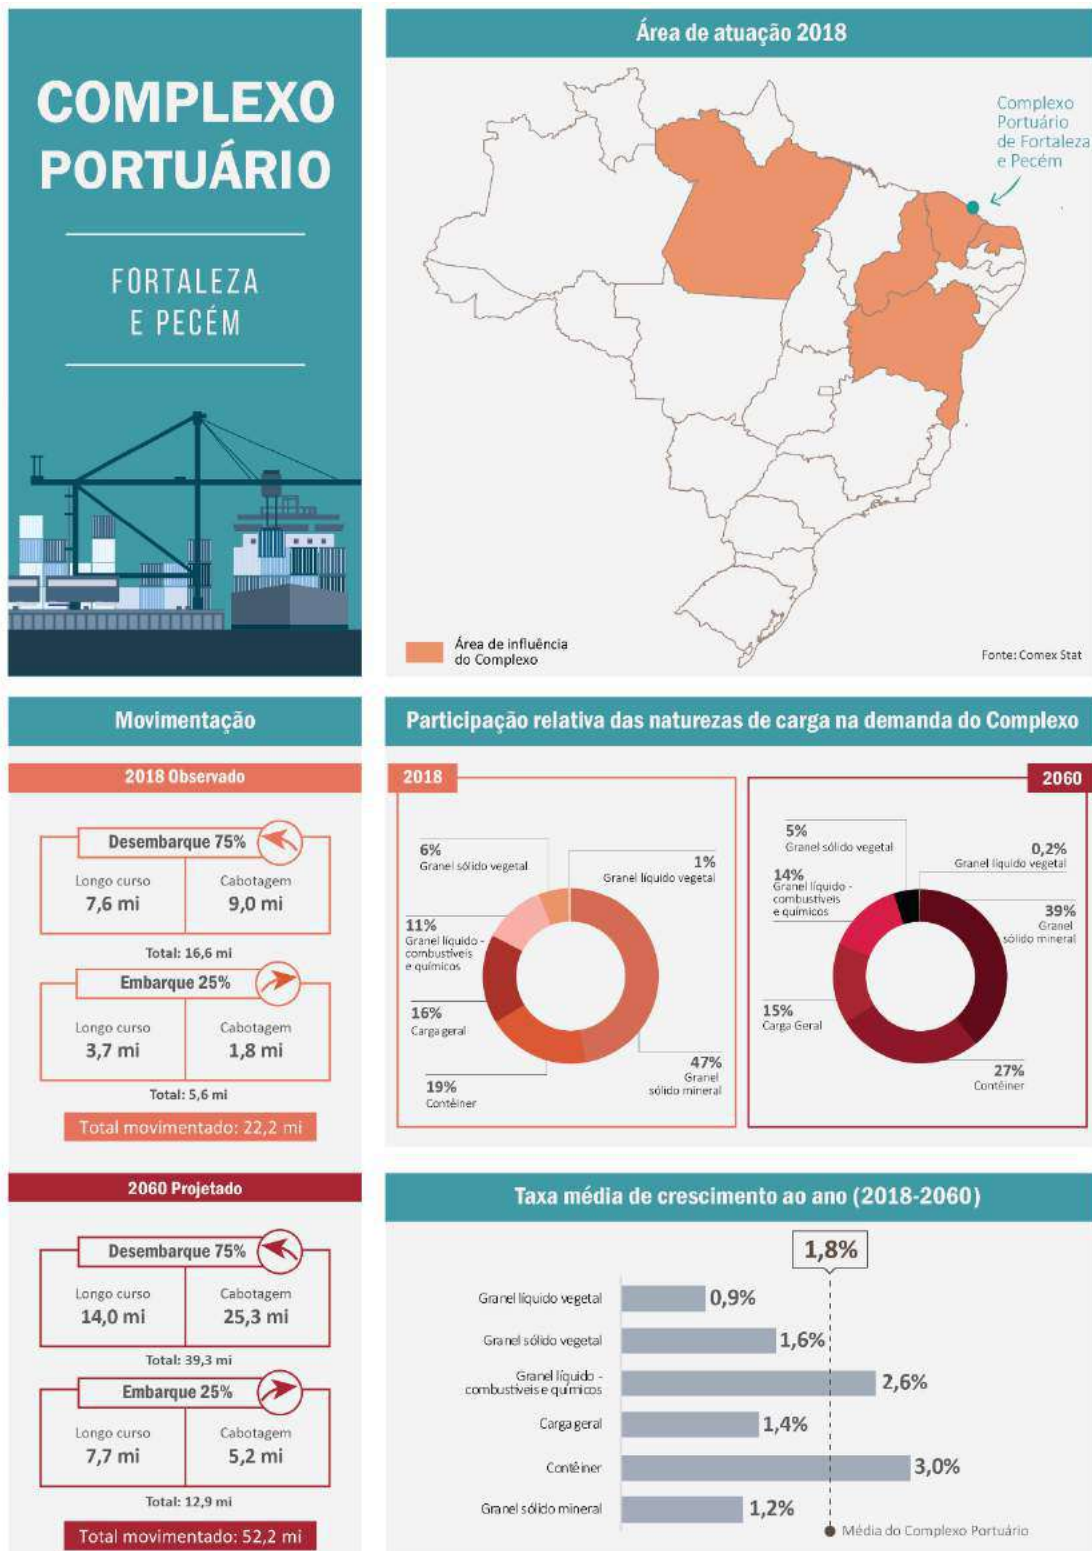 COMPLEXO
PORTUÁRIO
FORTALEZA
E PECÉM
Área de atuação 2018
Complexo
Portuário
de Fortaleza
e Pecém
Área de influência
do Complexo
Fonte: Comex Stat
Movimentação
2018 Observado
Desembarque 75%
Longo curso
7,6 mi
Cabotagem
9,0 mi
Total: 16,6 mi
Embarque 25%
Longo curso
3,7 mi
Cabotagem
1,8 mi
Total: 5,6 mi
Total movimentado: 22,2 mi
2060 Projetado
Desembarque 75%
Longo curso
14,0 mi
Cabotagem
25,3 mi
Total: 39,3 mi
Embarque 25%
Longo curso
7,7 mi
Cabotagem
5,2 mi
Total: 12,9 mi
Total movimentado: 52,2 mi
Participação relativa das naturezas de carga na demanda do Complexo
2018
6%
Granel sólido vegetal
1%
Granel líquido vegetal
11%
Granel líquido -
combustíveis
e químicos
16%
Carga geral
19%
Contêiner
47%
Granel
sólido mineral
2060
5%
Granel sólido vegetal
0,2%
Granel líquido vegetal
14%
Granel líquido -
combustíveis
e químicos
39%
Granel
sólido mineral
15%
Carga Geral
27%
Contêiner
Taxa média de crescimento ao ano (2018-2060)
1,8%
Granel líquido vegetal
0,9%
Granel sólido vegetal
1,6%
Granel líquido -
combustíveis e químicos
2,6%
Carga geral
1,4%
Contêiner
3,0%
Granel sólido mineral
1,2%
Média do Complexo Portuário